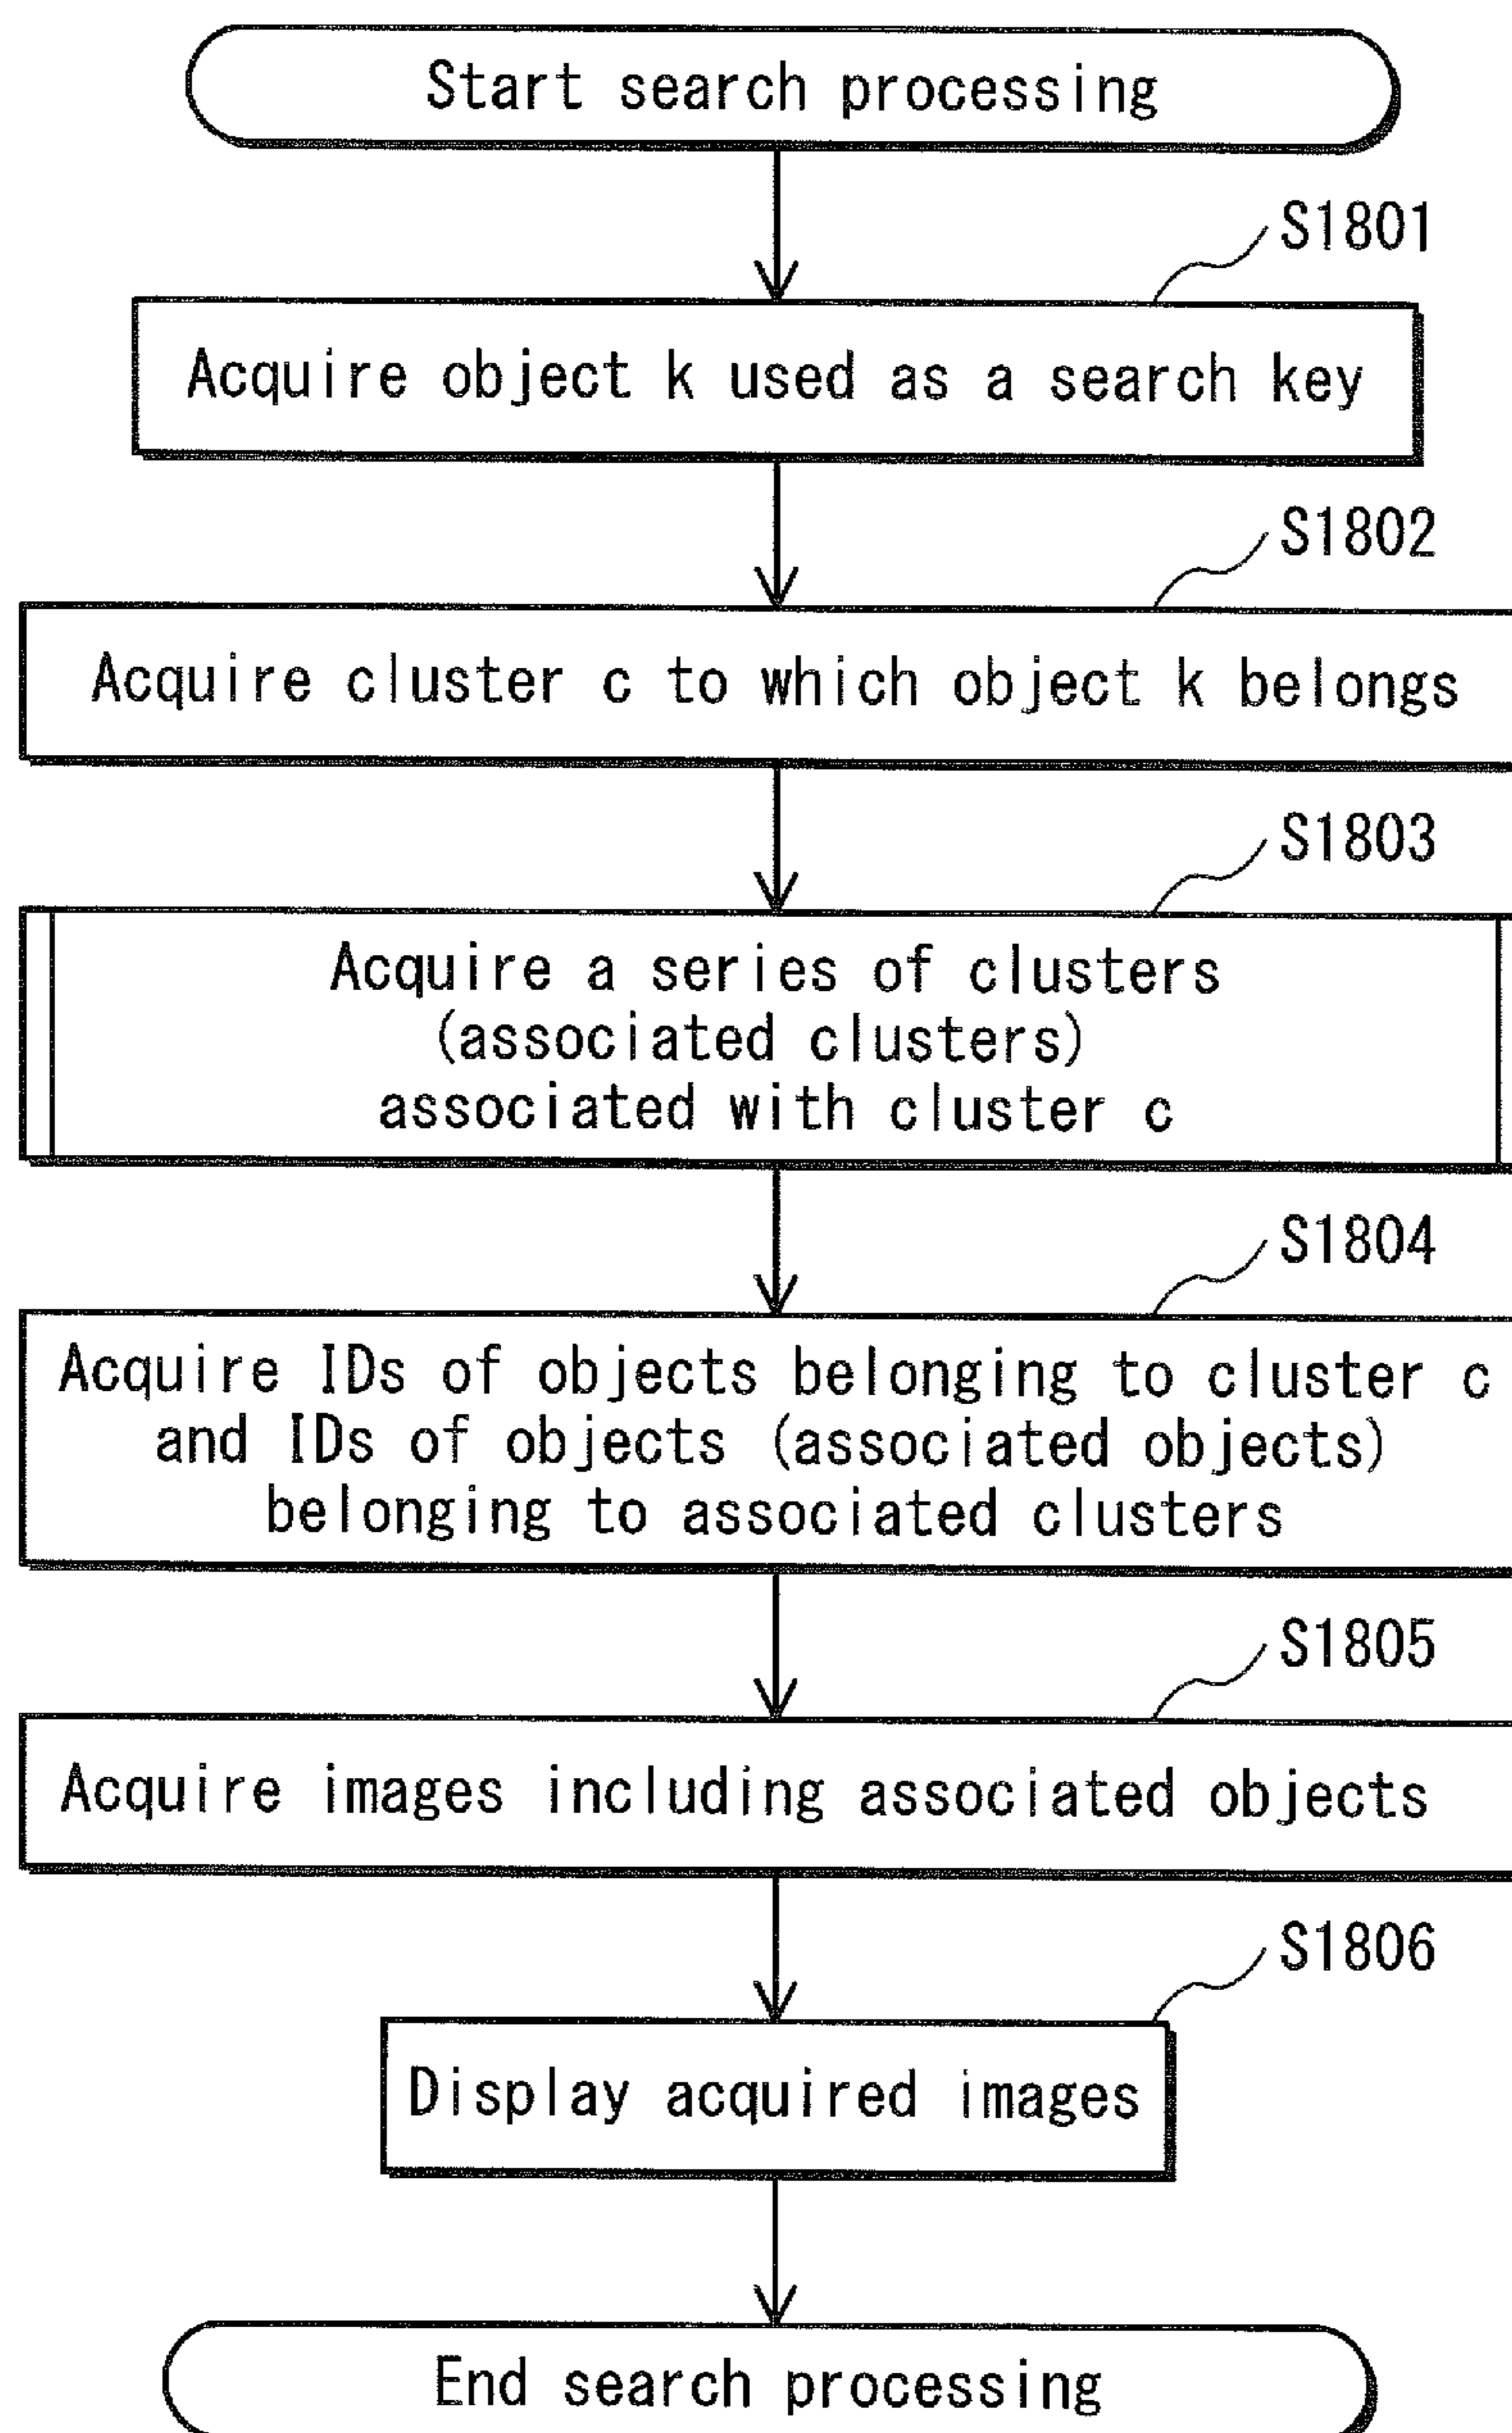 Start search processing
S1801
Acquire object k used as a search key
S1802
Acquire cluster c to which object k belongs
S1803
Acquire a series of clusters
(associated clusters)
associated with cluster c
S1804
Acquire IDs of objects belonging to cluster c
and IDs of objects (associated objects)
belonging to associated clusters
S1805
Acquire images including associated objects
S1806
Display acquired images
End search processing